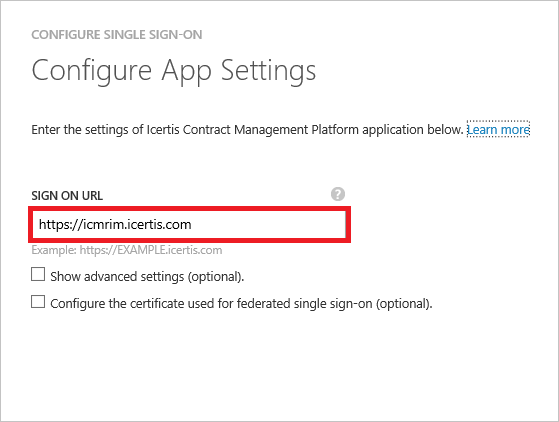 CONFIGURE SINGLE SIGN-ON
Configure App Settings
Enter the settings of Icertis Contract Management Platform application below. Learn more
SIGN ON URL ?
https://icmrim.icertis.com
Example: https://EXAMPLE.icertis.com
Show advanced settings (optional).
Configure the certificate used for federated single sign-on (optional).